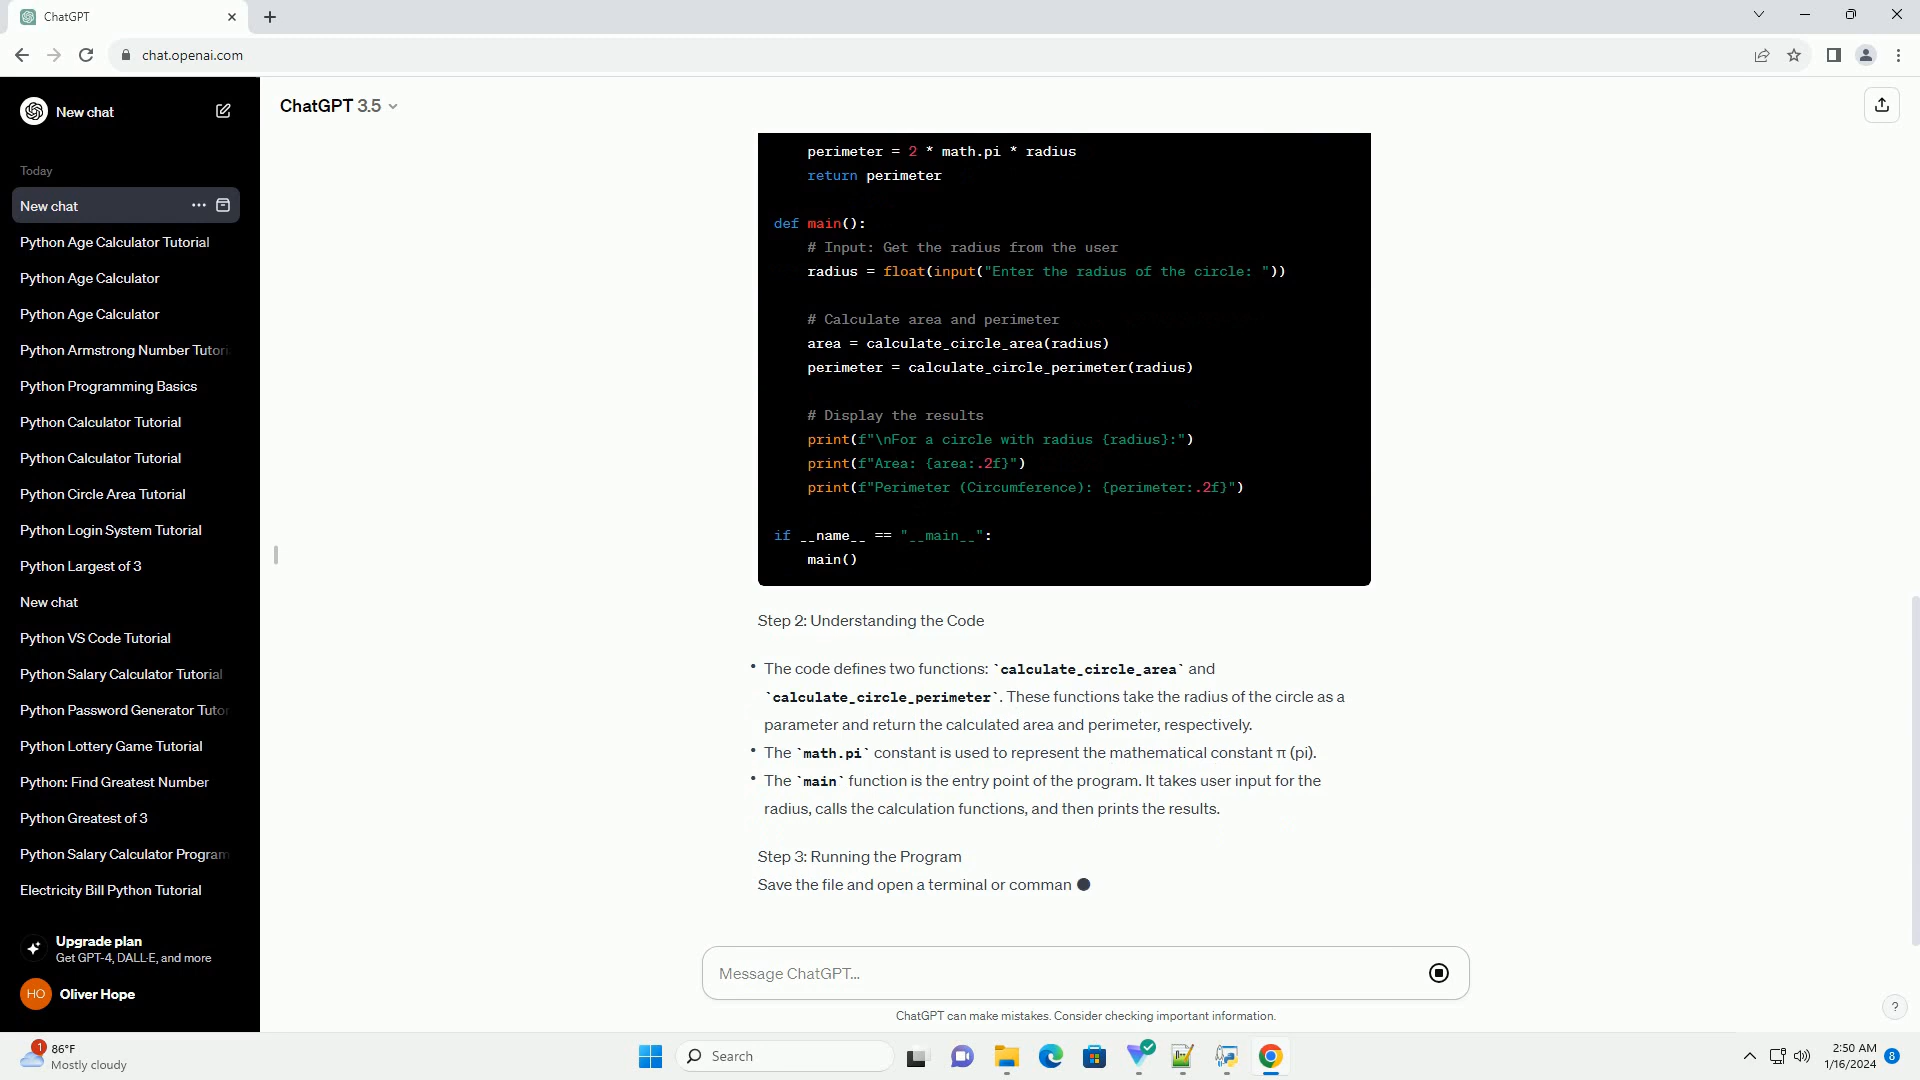 ChatGPT
chat.openai.com
New chat
ChatGPT 3.5
Today
New chat
Python Age Calculator Tutorial
Python Age Calculator
Python Age Calculator
Python Armstrong Number Tutori
Python Programming Basics
Python Calculator Tutorial
Python Calculator Tutorial
Python Circle Area Tutorial
Python Login System Tutorial
Python Largest of 3
New chat
Python VS Code Tutorial
Python Salary Calculator Tutorial
Python Password Generator Tutor
Python Lottery Game Tutorial
Python: Find Greatest Number
Python Greatest of 3
Python Salary Calculator Program
Electricity Bill Python Tutorial
Upgrade plan
Get GPT-4, DALL·E, and more
HO
Oliver Hope
perimeter = 2 * math.pi * radius
return perimeter
def main():
# Input: Get the radius from the user
radius = float(input("Enter the radius of the circle: "))
# Calculate area and perimeter
area = calculate_circle_area(radius)
perimeter = calculate_circle_perimeter(radius)
# Display the results
print(f"\nFor a circle with radius {radius}:")
print(f"Area: {area:.2f}")
print(f"Perimeter (Circumference): {perimeter:.2f}")
if __name__ == "__main__":
main()
Step 2: Understanding the Code
• The code defines two functions: `calculate_circle_area` and
`calculate_circle_perimeter`. These functions take the radius of the circle as a
parameter and return the calculated area and perimeter, respectively.
• The `math.pi` constant is used to represent the mathematical constant π (pi).
• The `main` function is the entry point of the program. It takes user input for the
radius, calls the calculation functions, and then prints the results.
Step 3: Running the Program
Save the file and open a terminal or comman
Message ChatGPT...
ChatGPT can make mistakes. Consider checking important information.
?
1
86°F
Mostly cloudy
Search
2:50 AM
1/16/2024
8